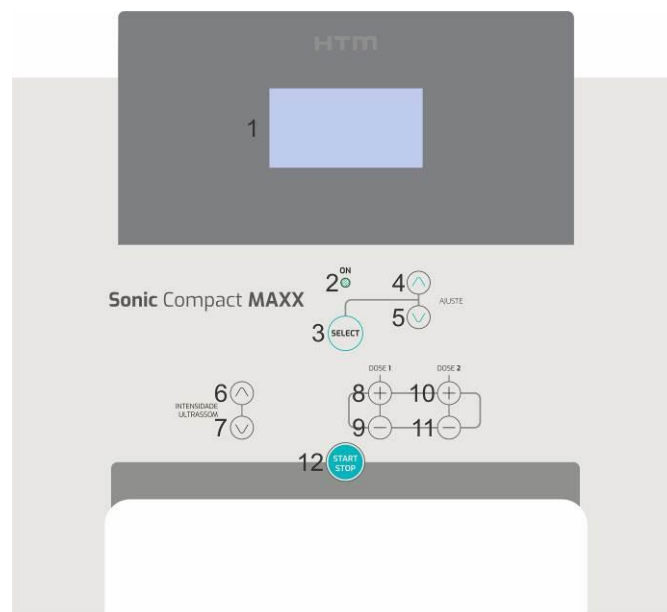 HTM
1
ON
2
4
Sonic Compact MAXX
AJUSTE
3 SELECT
5
DOSE 1
DOSE 2
6
8
10
INTENSIDADE
ULTRASSOM
7
9
11
12
START
STOP